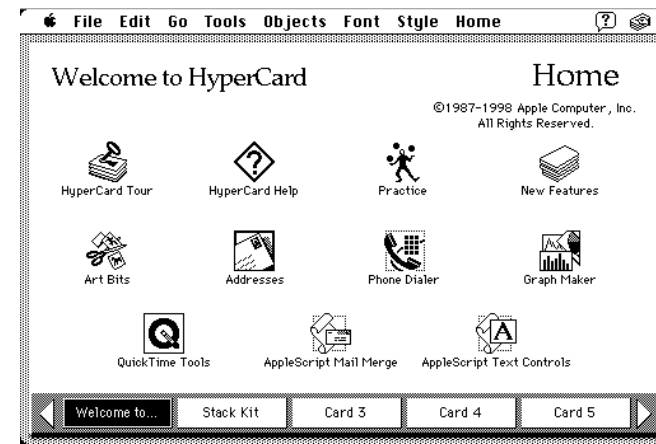 File Edit Go Tools Objects Font Style Home ?
Welcome to HyperCard
Home
©1987-1998 Apple Computer, Inc.
All Rights Reserved.
HyperCard Tour HyperCard Help Practice New Features
Art Bits Addresses Phone Dialer Graph Maker
QuickTime Tools AppleScript Mail Merge AppleScript Text Controls
Welcome to... Stack Kit Card 3 Card 4 Card 5